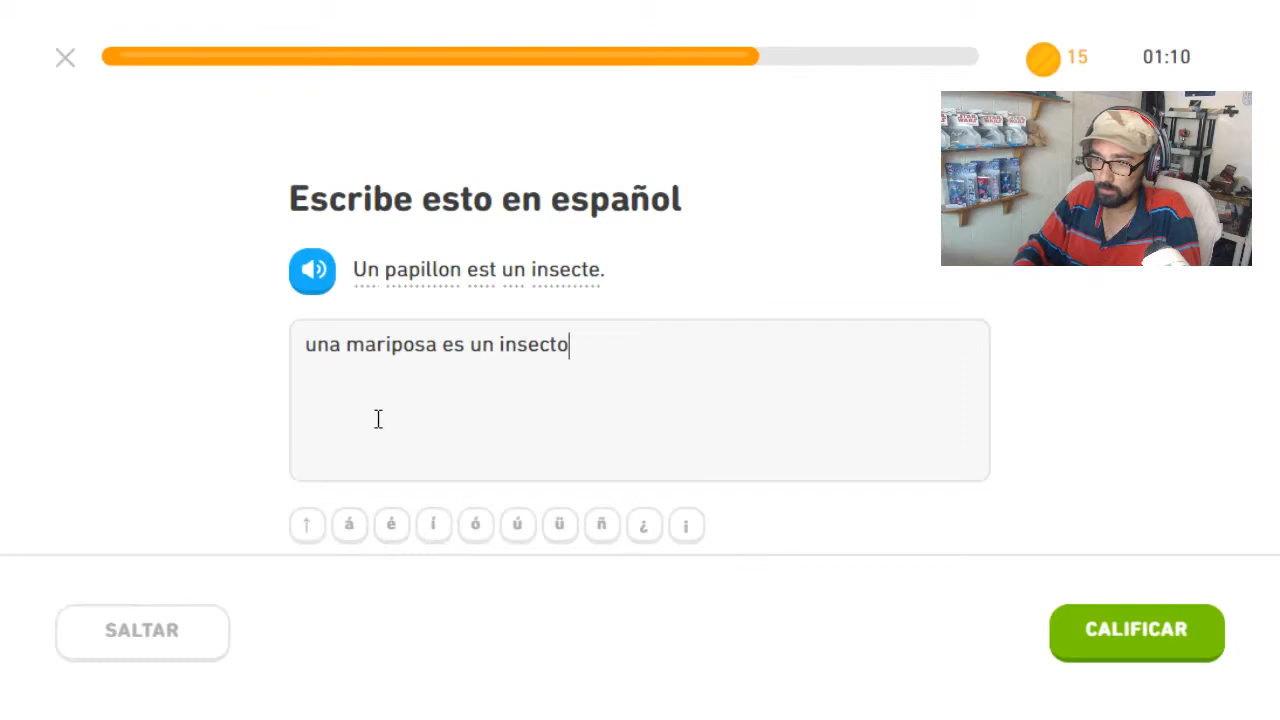 15 01:10
Escribe esto en español
Un papillon est un insecte.
una mariposa es un insecto
↑ á é í ó ú ü ñ ¿ ¡
SALTAR CALIFICAR